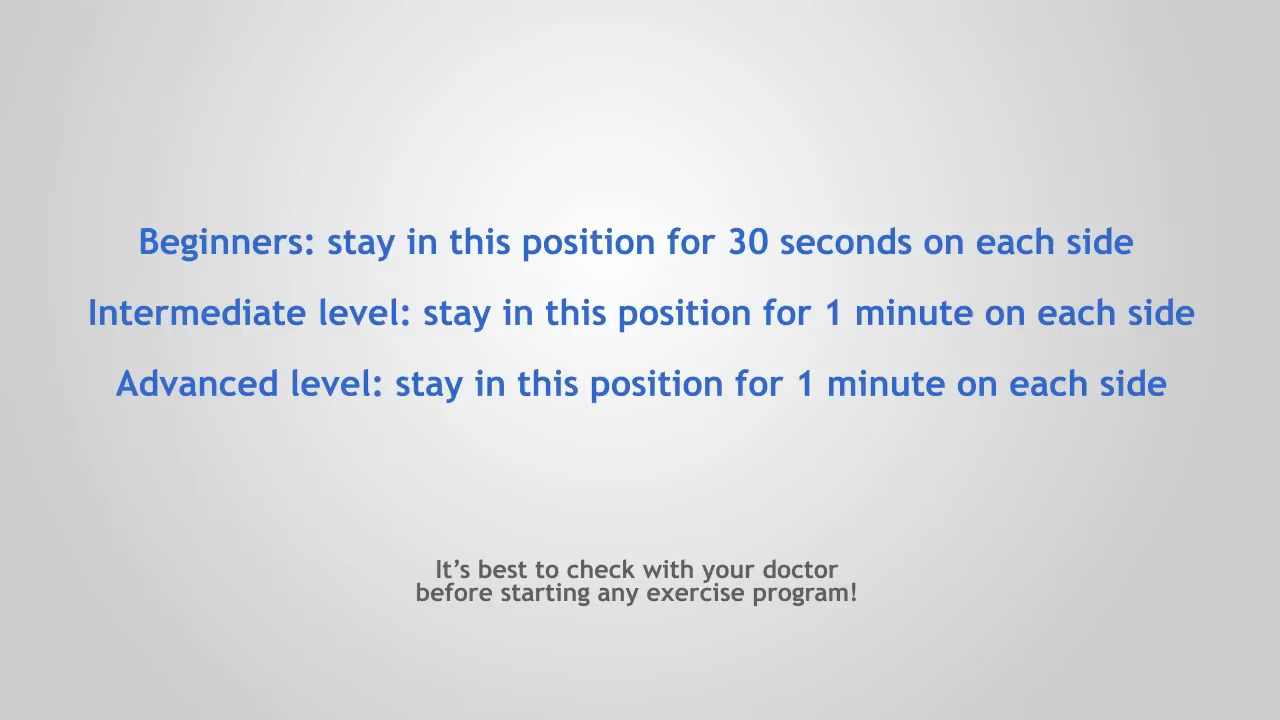 Beginners: stay in this position for 30 seconds on each side
Intermediate level: stay in this position for 1 minute on each side
Advanced level: stay in this position for 1 minute on each side
It’s best to check with your doctor
before starting any exercise program!